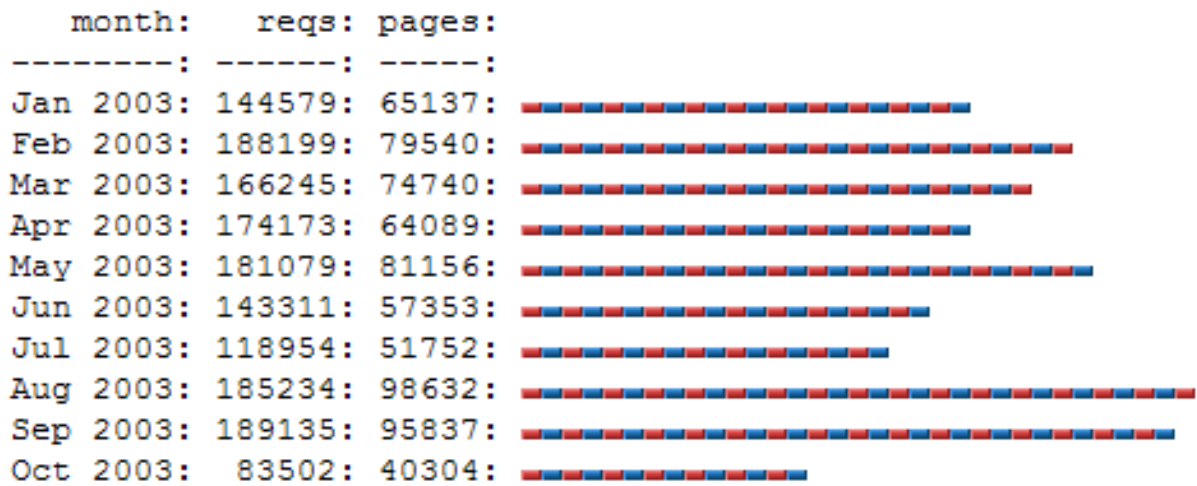 month: reqs: pages:
--------: ------: -----:
Jan 2003: 144579: 65137:
Feb 2003: 188199: 79540:
Mar 2003: 166245: 74740:
Apr 2003: 174173: 64089:
May 2003: 181079: 81156:
Jun 2003: 143311: 57353:
Jul 2003: 118954: 51752:
Aug 2003: 185234: 98632:
Sep 2003: 189135: 95837:
Oct 2003: 83502: 40304: